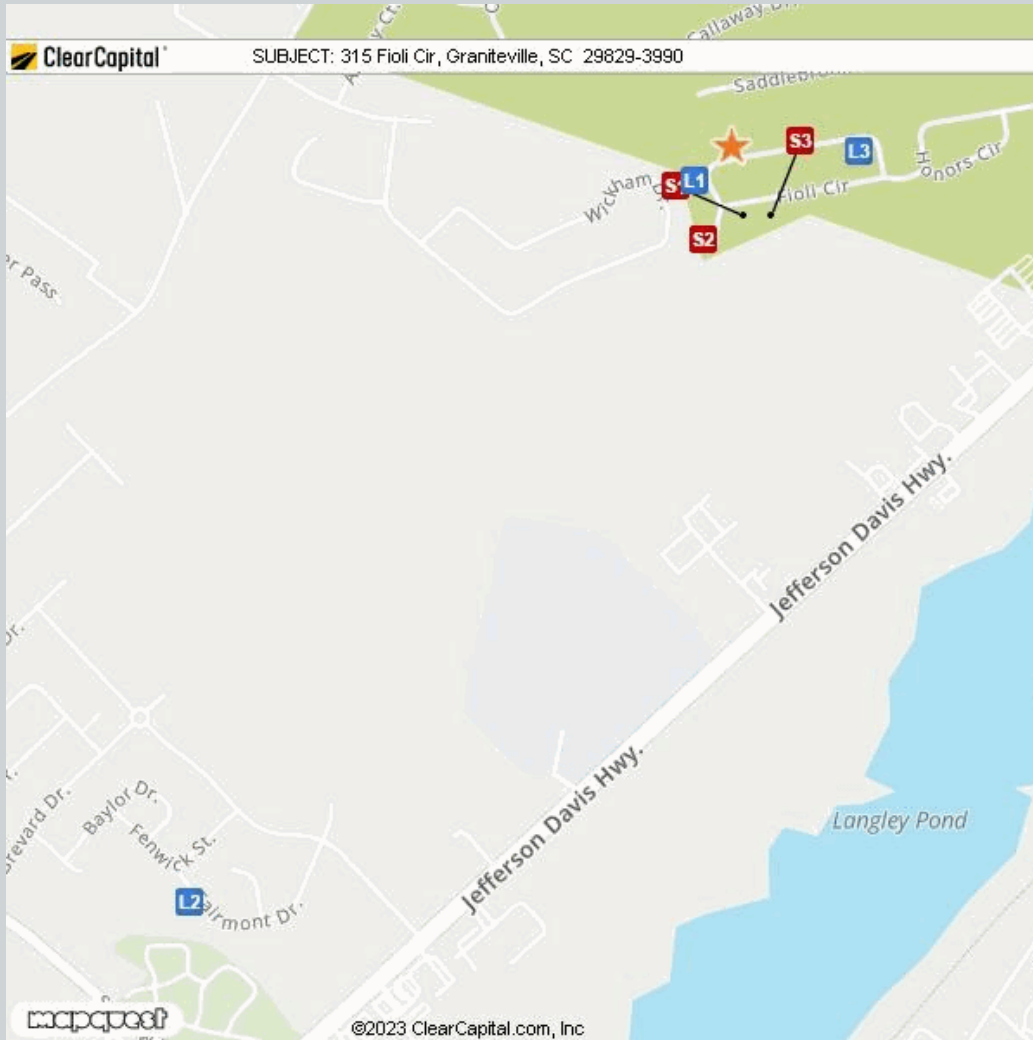 Callaway Dr.
ClearCapital
SUBJECT: 315 Fioli Cir, Graniteville, SC 29829-3990
S3
L3
Honors Cir
L1
Wickham
Fioli Cir
S2
Pass
Jefferson Davis Hwy.
Dr.
Baylor Dr.
Fenwick St.
Jefferson Davis Hwy.
Langley Pond
L2
mapquest
©2023 ClearCapital.com, Inc